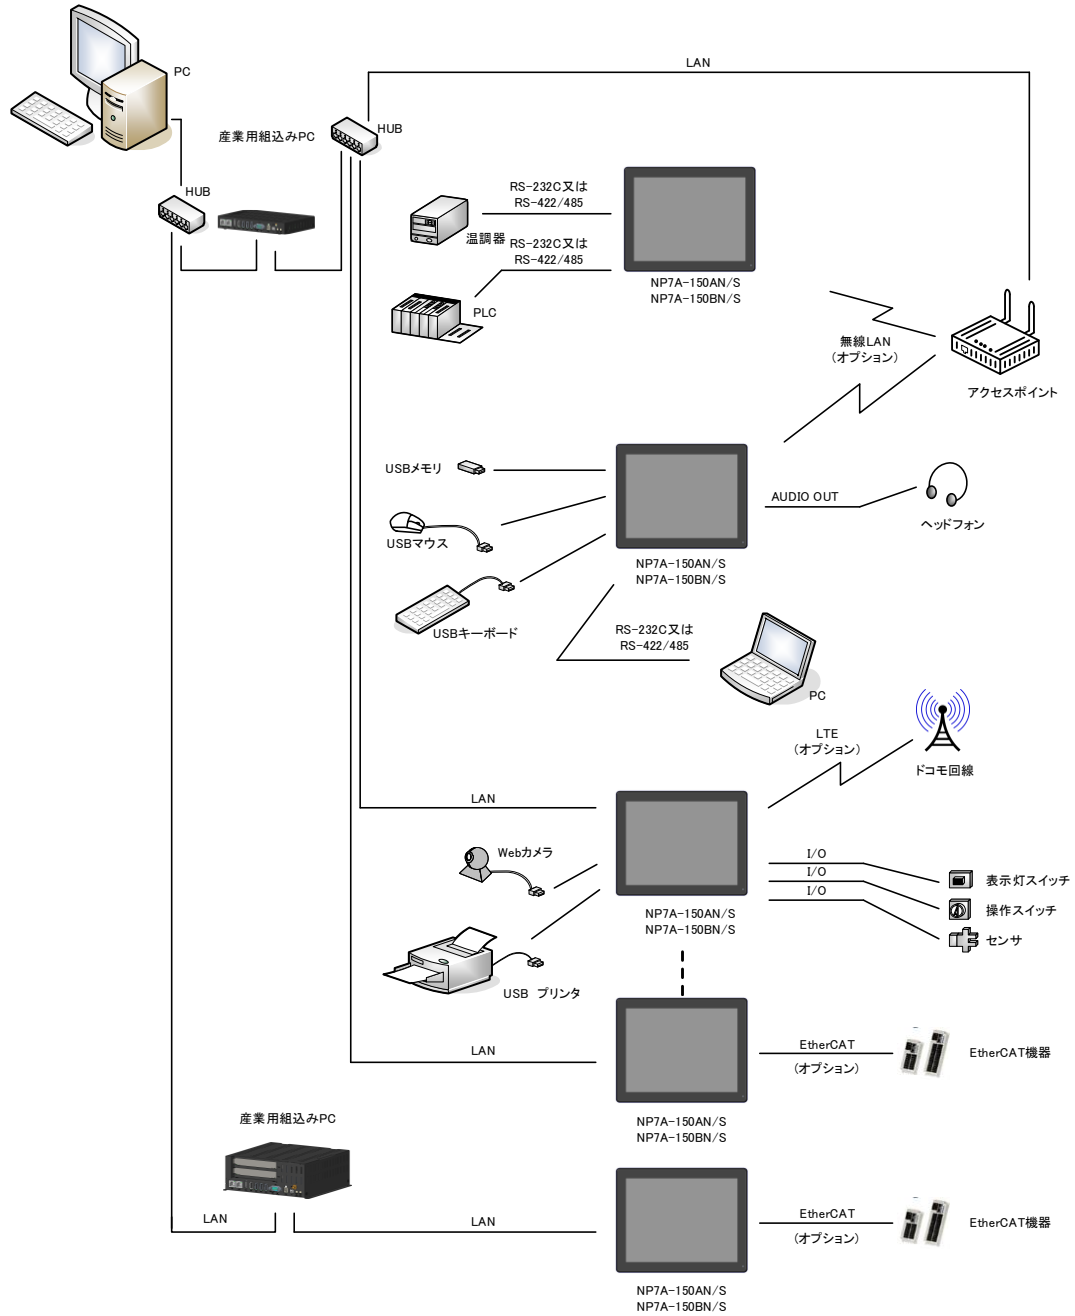 LAN
PC
HUB
産業用組込みPC
HUB
RS-232C又は
RS-422/485
温調器
RS-232C又は
RS-422/485
PLC
NP7A-150AN/S
NP7A-150BN/S
無線LAN
(オプション)
アクセスポイント
USBメモリ
USBマウス
USBキーボード
AUDIO OUT
ヘッドフォン
NP7A-150AN/S
NP7A-150BN/S
RS-232C又は
RS-422/485
PC
LTE
(オプション)
ドコモ回線
LAN
Webカメラ
I/O
I/O
I/O
表示灯スイッチ
操作スイッチ
センサ
NP7A-150AN/S
NP7A-150BN/S
USB プリンタ
LAN
EtherCAT
(オプション)
EtherCAT機器
NP7A-150AN/S
NP7A-150BN/S
産業用組込みPC
LAN
LAN
EtherCAT
(オプション)
EtherCAT機器
NP7A-150AN/S
NP7A-150BN/S